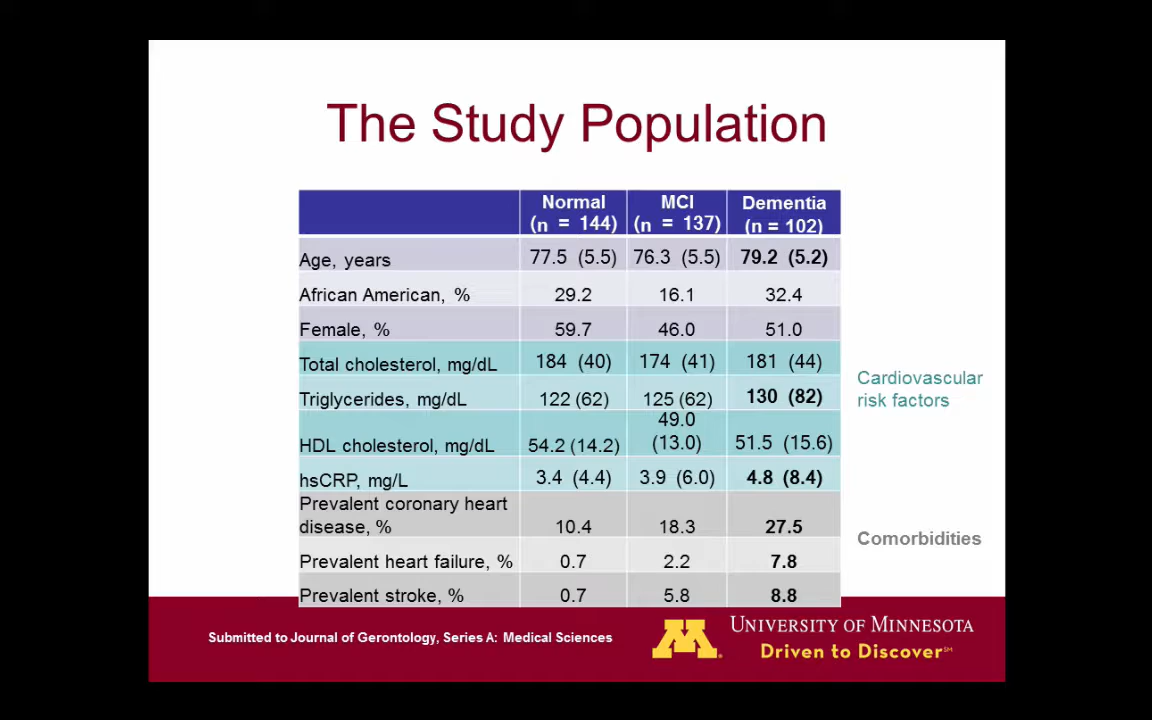 The Study Population
Normal MCI Dementia
(n = 144) (n = 137) (n = 102)
Age, years 77.5 (5.5) 76.3 (5.5) 79.2 (5.2)
African American, % 29.2 16.1 32.4
Female, % 59.7 46.0 51.0
Total cholesterol, mg/dL 184 (40) 174 (41) 181 (44)
Cardiovascular
risk factors
Triglycerides, mg/dL 122 (62) 125 (62) 130 (82)
49.0
HDL cholesterol, mg/dL 54.2 (14.2) (13.0) 51.5 (15.6)
hsCRP, mg/L 3.4 (4.4) 3.9 (6.0) 4.8 (8.4)
Prevalent coronary heart
disease, % 10.4 18.3 27.5
Comorbidities
Prevalent heart failure, % 0.7 2.2 7.8
Prevalent stroke, % 0.7 5.8 8.8
Submitted to Journal of Gerontology, Series A: Medical Sciences
M
UNIVERSITY OF MINNESOTA
Driven to Discover℠